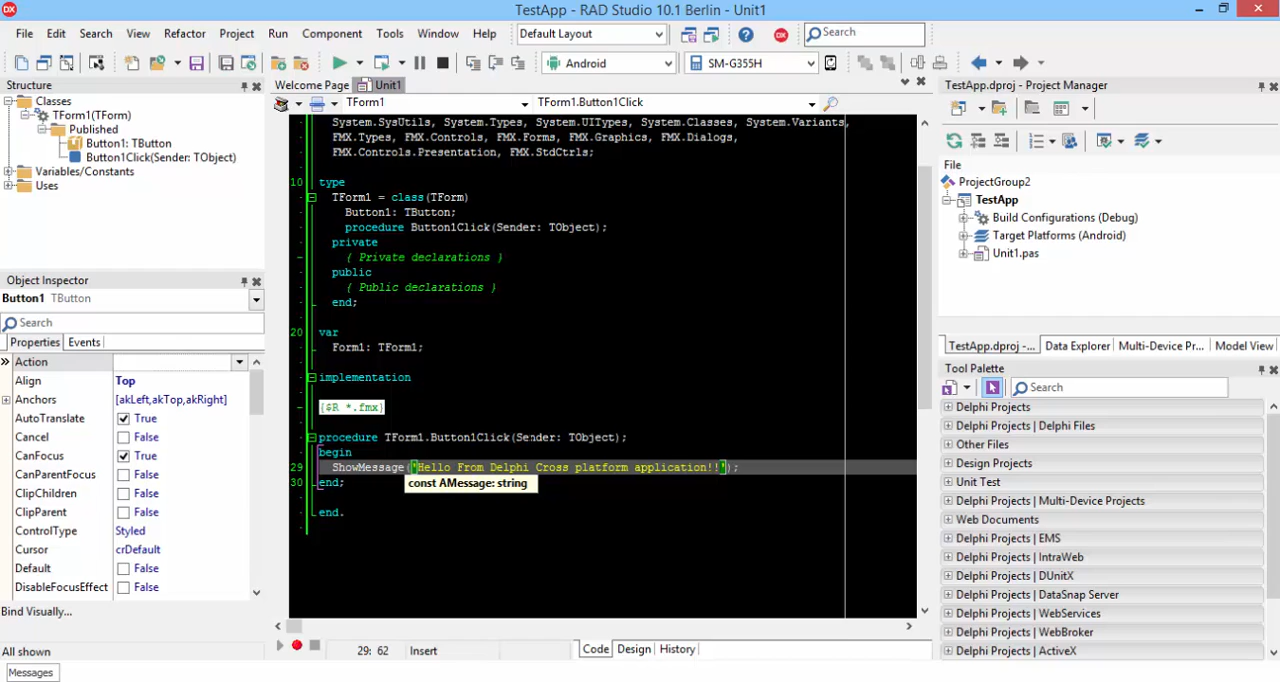 TestApp - RAD Studio 10.1 Berlin - Unit1
File Edit Search View Refactor Project Run Component Tools Window Help Default Layout Search
Android SM-G355H
Structure
Classes
TForm1(TForm)
Published
Button1: TButton
Button1Click(Sender: TObject)
Variables/Constants
Uses
Object Inspector
Button1 TButton
Search
Properties Events
Action
Align Top
Anchors [akLeft,akTop,akRight]
AutoTranslate True
Cancel False
CanFocus True
CanParentFocus False
ClipChildren False
ClipParent False
ControlType Styled
Cursor crDefault
Default False
DisableFocusEffect False
Bind Visually...
All shown
Messages
Welcome Page Unit1
TForm1 TForm1.Button1Click
System.SysUtils, System.Types, System.UITypes, System.Classes, System.Variants,
FMX.Types, FMX.Controls, FMX.Forms, FMX.Graphics, FMX.Dialogs,
FMX.Controls.Presentation, FMX.StdCtrls;
10 type
TForm1 = class(TForm)
Button1: TButton;
procedure Button1Click(Sender: TObject);
private
{ Private declarations }
public
{ Public declarations }
end;
20 var
Form1: TForm1;
implementation
{$R *.fmx}
procedure TForm1.Button1Click(Sender: TObject);
begin
29 ShowMessage('Hello From Delphi Cross platform application!!');
30 end;
const AMessage: string
end.
29: 62 Insert Code Design History
TestApp.dproj - Project Manager
File
ProjectGroup2
TestApp
Build Configurations (Debug)
Target Platforms (Android)
Unit1.pas
TestApp.dproj -... Data Explorer Multi-Device Pr... Model View
Tool Palette
Search
Delphi Projects
Delphi Projects | Delphi Files
Other Files
Design Projects
Unit Test
Delphi Projects | Multi-Device Projects
Web Documents
Delphi Projects | EMS
Delphi Projects | IntraWeb
Delphi Projects | DUnitX
Delphi Projects | DataSnap Server
Delphi Projects | WebServices
Delphi Projects | WebBroker
Delphi Projects | ActiveX